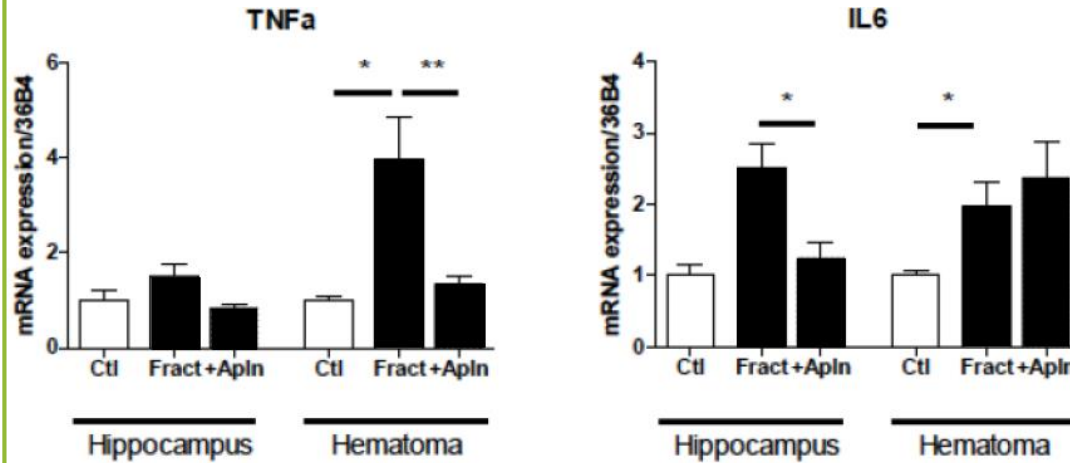 TNFa
mRNA expression/36B4
6
4
2
0
* **
Ctl Fract +Apln Ctl Fract +Apln
Hippocampus Hematoma
IL6
mRNA expression/36B4
4
3
2
1
0
* *
Ctl Fract +Apln Ctl Fract +Apln
Hippocampus Hematoma